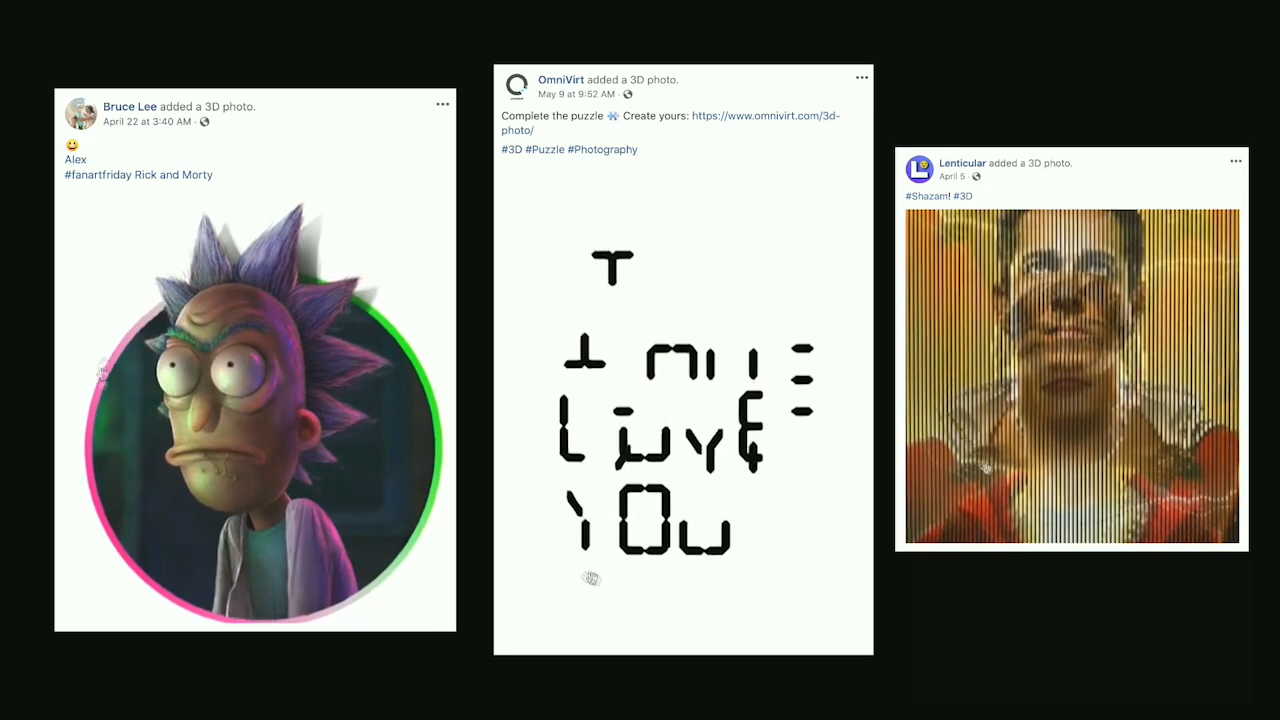 Bruce Lee added a 3D photo.
April 22 at 3:40 AM ·
Alex
#fanartfriday Rick and Morty
OmniVirt added a 3D photo.
May 9 at 9:52 AM ·
Complete the puzzle Create yours: https://www.omnivirt.com/3d-
photo/
#3D #Puzzle #Photography
YOu
Lenticular added a 3D photo.
April 5 ·
#Shazam! #3D